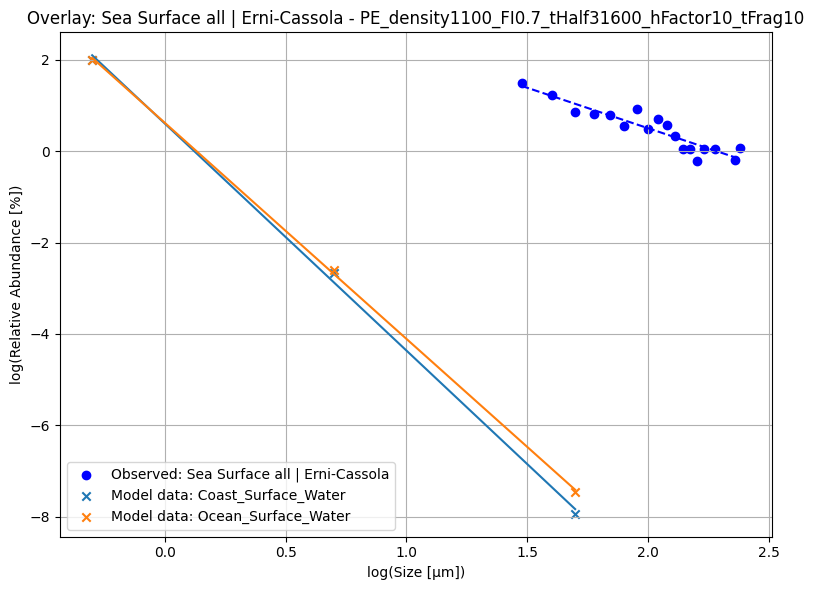 Overlay: Sea Surface all | Erni-Cassola - PE_density1100_FI0.7_tHalf31600_hFactor10_tFrag10
log(Relative Abundance [%])
2
0
−2
−4
−6
−8
Observed: Sea Surface all | Erni-Cassola
Model data: Coast_Surface_Water
Model data: Ocean_Surface_Water
0.0
0.5
1.0
1.5
2.0
2.5
log(Size [µm])